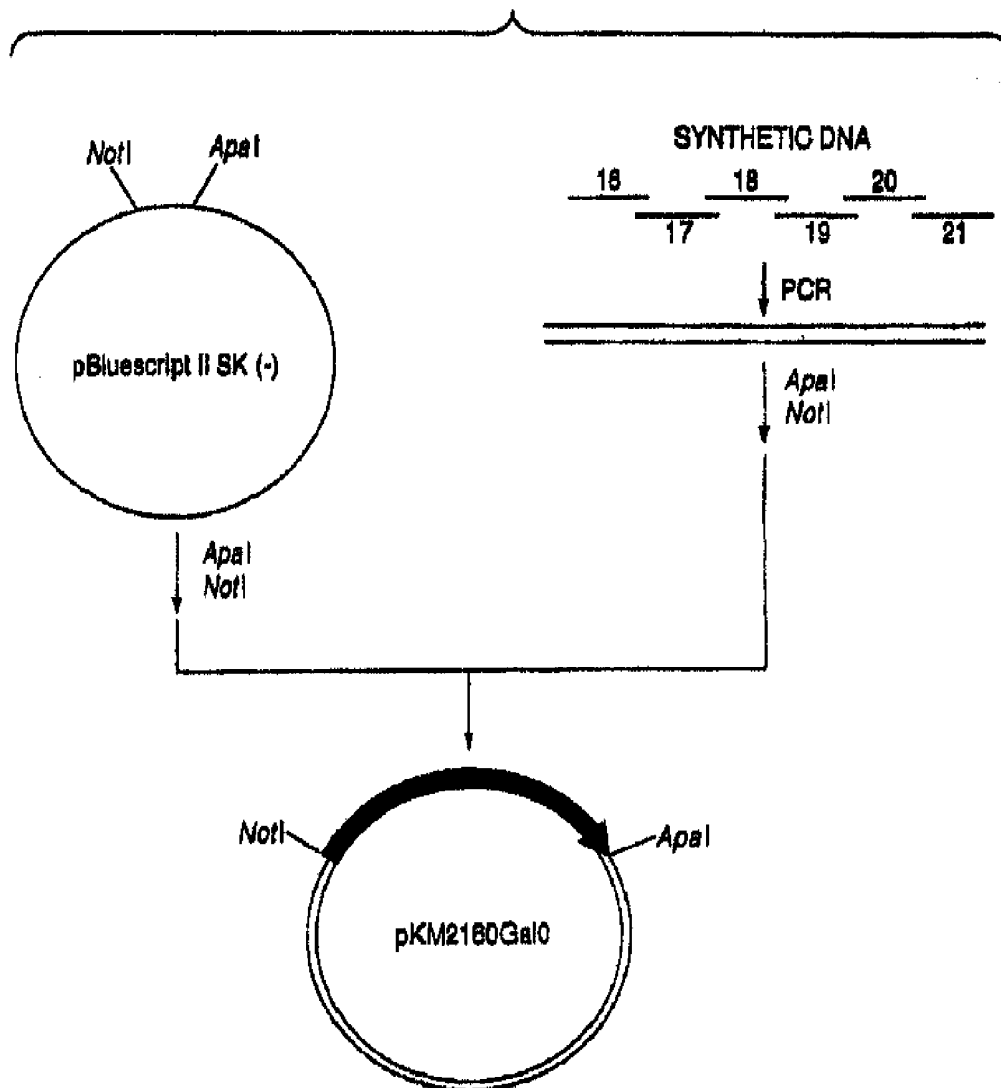 NotI ApaI
SYNTHETIC DNA
16 18 20
17 19 21
PCR
pBluescript II SK (-)
ApaI
NotI
ApaI
NotI
NotI
ApaI
pKM2160Gal0